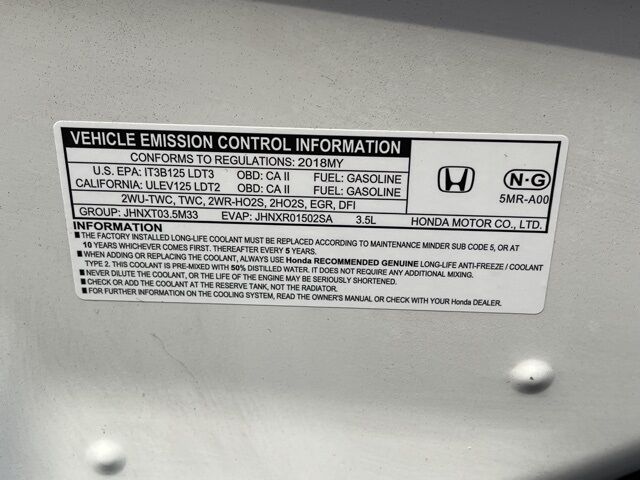 VEHICLE EMISSION CONTROL INFORMATION
CONFORMS TO REGULATIONS: 2018MY
U.S. EPA: IT3B125 LDT3 OBD: CA II FUEL: GASOLINE
CALIFORNIA: ULEV125 LDT2 OBD: CA II FUEL: GASOLINE
2WU-TWC, TWC, 2WR-HO2S, 2HO2S, EGR, DFI
GROUP: JHNXT03.5M33 EVAP: JHNXR01502SA 3.5L
N-G
5MR-A00
HONDA MOTOR CO., LTD.
INFORMATION
■ THE FACTORY INSTALLED LONG-LIFE COOLANT MUST BE REPLACED ACCORDING TO MAINTENANCE MINDER SUB CODE 5, OR AT
10 YEARS WHICHEVER COMES FIRST. THEREAFTER EVERY 5 YEARS.
■ WHEN ADDING OR REPLACING THE COOLANT, ALWAYS USE Honda RECOMMENDED GENUINE LONG-LIFE ANTI-FREEZE / COOLANT
TYPE 2. THIS COOLANT IS PRE-MIXED WITH 50% DISTILLED WATER. IT DOES NOT REQUIRE ANY ADDITIONAL MIXING.
■ NEVER DILUTE THE COOLANT, OR THE LIFE OF THE ENGINE MAY BE SERIOUSLY SHORTENED.
■ CHECK OR ADD THE COOLANT AT THE RESERVE TANK, NOT THE RADIATOR.
■ FOR FURTHER INFORMATION ON THE COOLING SYSTEM, READ THE OWNER'S MANUAL OR CHECK WITH YOUR Honda DEALER.